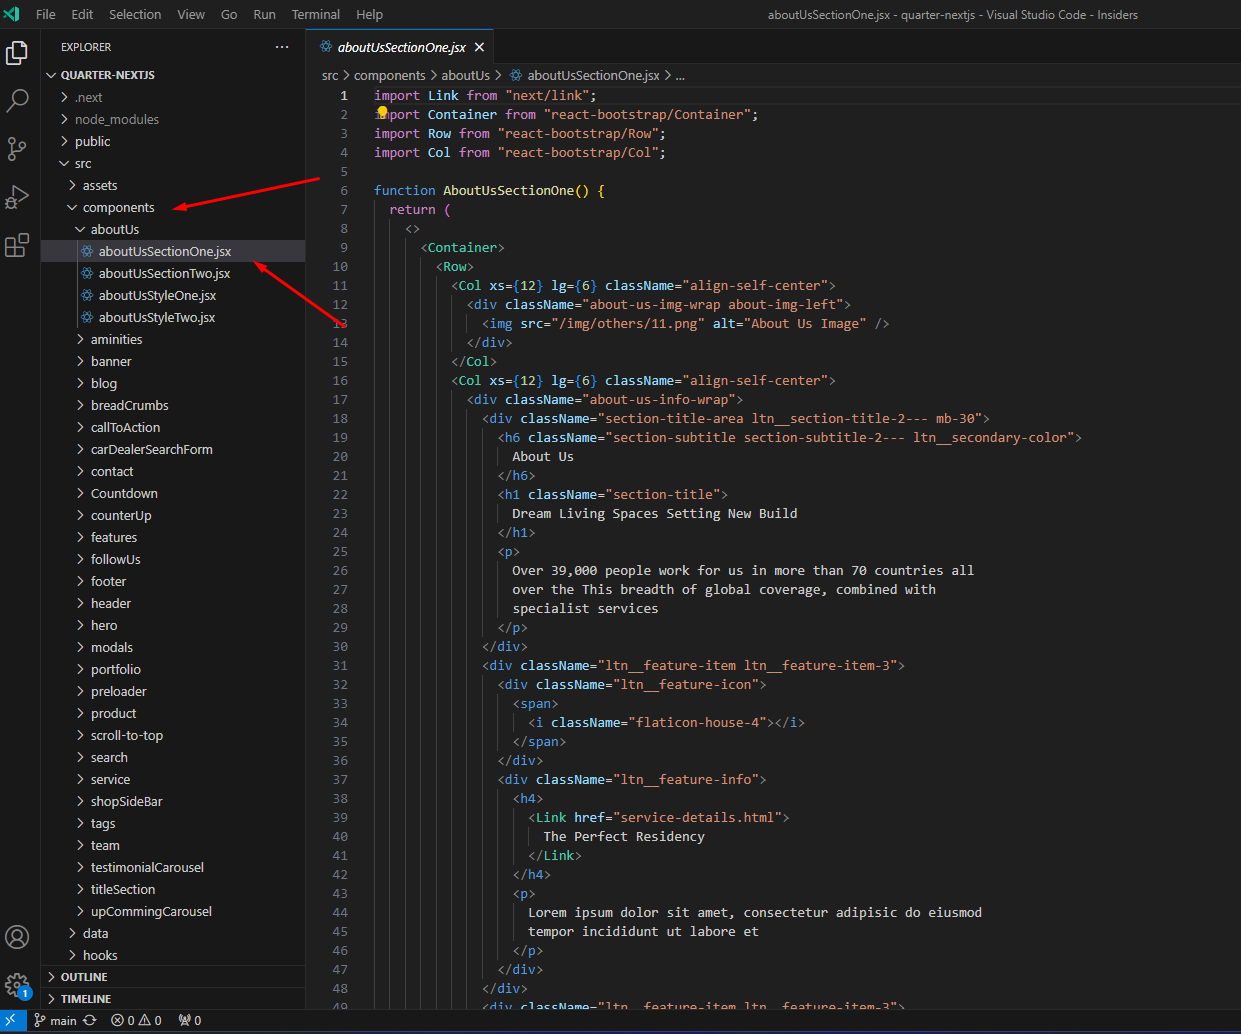 File Edit Selection View Go Run Terminal Help
aboutUsSectionOne.jsx - quarter-nextjs - Visual Studio Code - Insiders
EXPLORER
QUARTER-NEXTJS
.next
node_modules
public
src
assets
components
aboutUs
aboutUsSectionOne.jsx
aboutUsSectionTwo.jsx
aboutUsStyleOne.jsx
aboutUsStyleTwo.jsx
aminities
banner
blog
breadCrumbs
callToAction
carDealerSearchForm
contact
Countdown
counterUp
features
followUs
footer
header
hero
modals
portfolio
preloader
product
scroll-to-top
search
service
shopSideBar
tags
team
testimonialCarousel
titleSection
upCommingCarousel
data
hooks
OUTLINE
TIMELINE
aboutUsSectionOne.jsx
src > components > aboutUs > aboutUsSectionOne.jsx > ...
1 import Link from "next/link";
2 import Container from "react-bootstrap/Container";
3 import Row from "react-bootstrap/Row";
4 import Col from "react-bootstrap/Col";
5
6 function AboutUsSectionOne() {
7 return (
8 <>
9 <Container>
10 <Row>
11 <Col xs={12} lg={6} className="align-self-center">
12 <div className="about-us-img-wrap about-img-left">
13 <img src="/img/others/11.png" alt="About Us Image" />
14 </div>
15 </Col>
16 <Col xs={12} lg={6} className="align-self-center">
17 <div className="about-us-info-wrap">
18 <div className="section-title-area ltn__section-title-2--- mb-30">
19 <h6 className="section-subtitle section-subtitle-2--- ltn__secondary-color">
20 About Us
21 </h6>
22 <h1 className="section-title">
23 Dream Living Spaces Setting New Build
24 </h1>
25 <p>
26 Over 39,000 people work for us in more than 70 countries all
27 over the This breadth of global coverage, combined with
28 specialist services
29 </p>
30 </div>
31 <div className="ltn__feature-item ltn__feature-item-3">
32 <div className="ltn__feature-icon">
33 <span>
34 <i className="flaticon-house-4"></i>
35 </span>
36 </div>
37 <div className="ltn__feature-info">
38 <h4>
39 <Link href="service-details.html">
40 The Perfect Residency
41 </Link>
42 </h4>
43 <p>
44 Lorem ipsum dolor sit amet, consectetur adipisic do eiusmod
45 tempor incididunt ut labore et
46 </p>
47 </div>
48 </div>
49 <div className="ltn__feature-item ltn__feature-item-3">
1
main 0 0 0